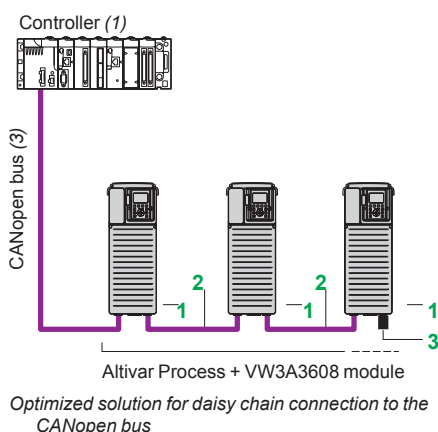 Controller (1)
CANopen bus (3)
2
2
1
1
1
3
Altivar Process + VW3A3608 module
Optimized solution for daisy chain connection to the
CANopen bus